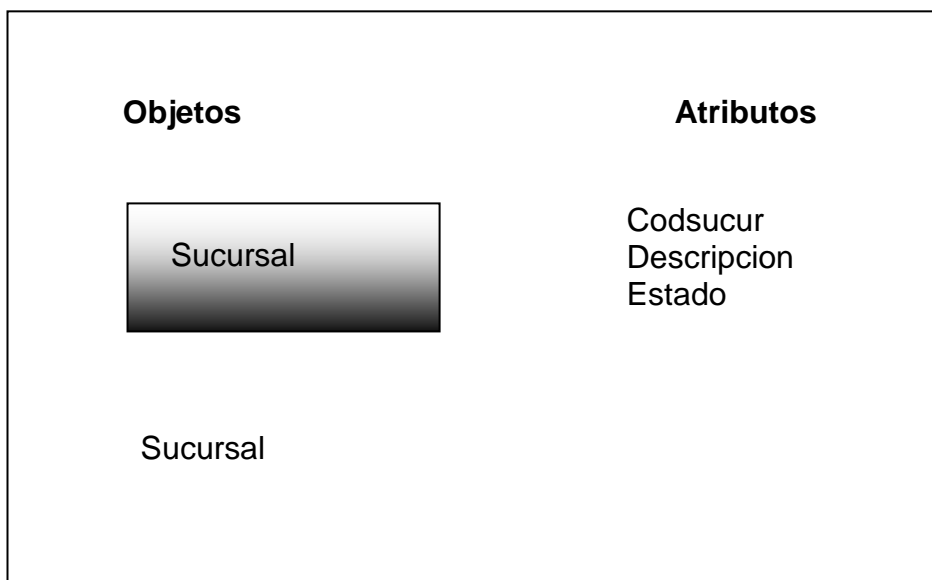 Objetos
Atributos
Sucursal
Codsucur
Descripcion
Estado
Sucursal